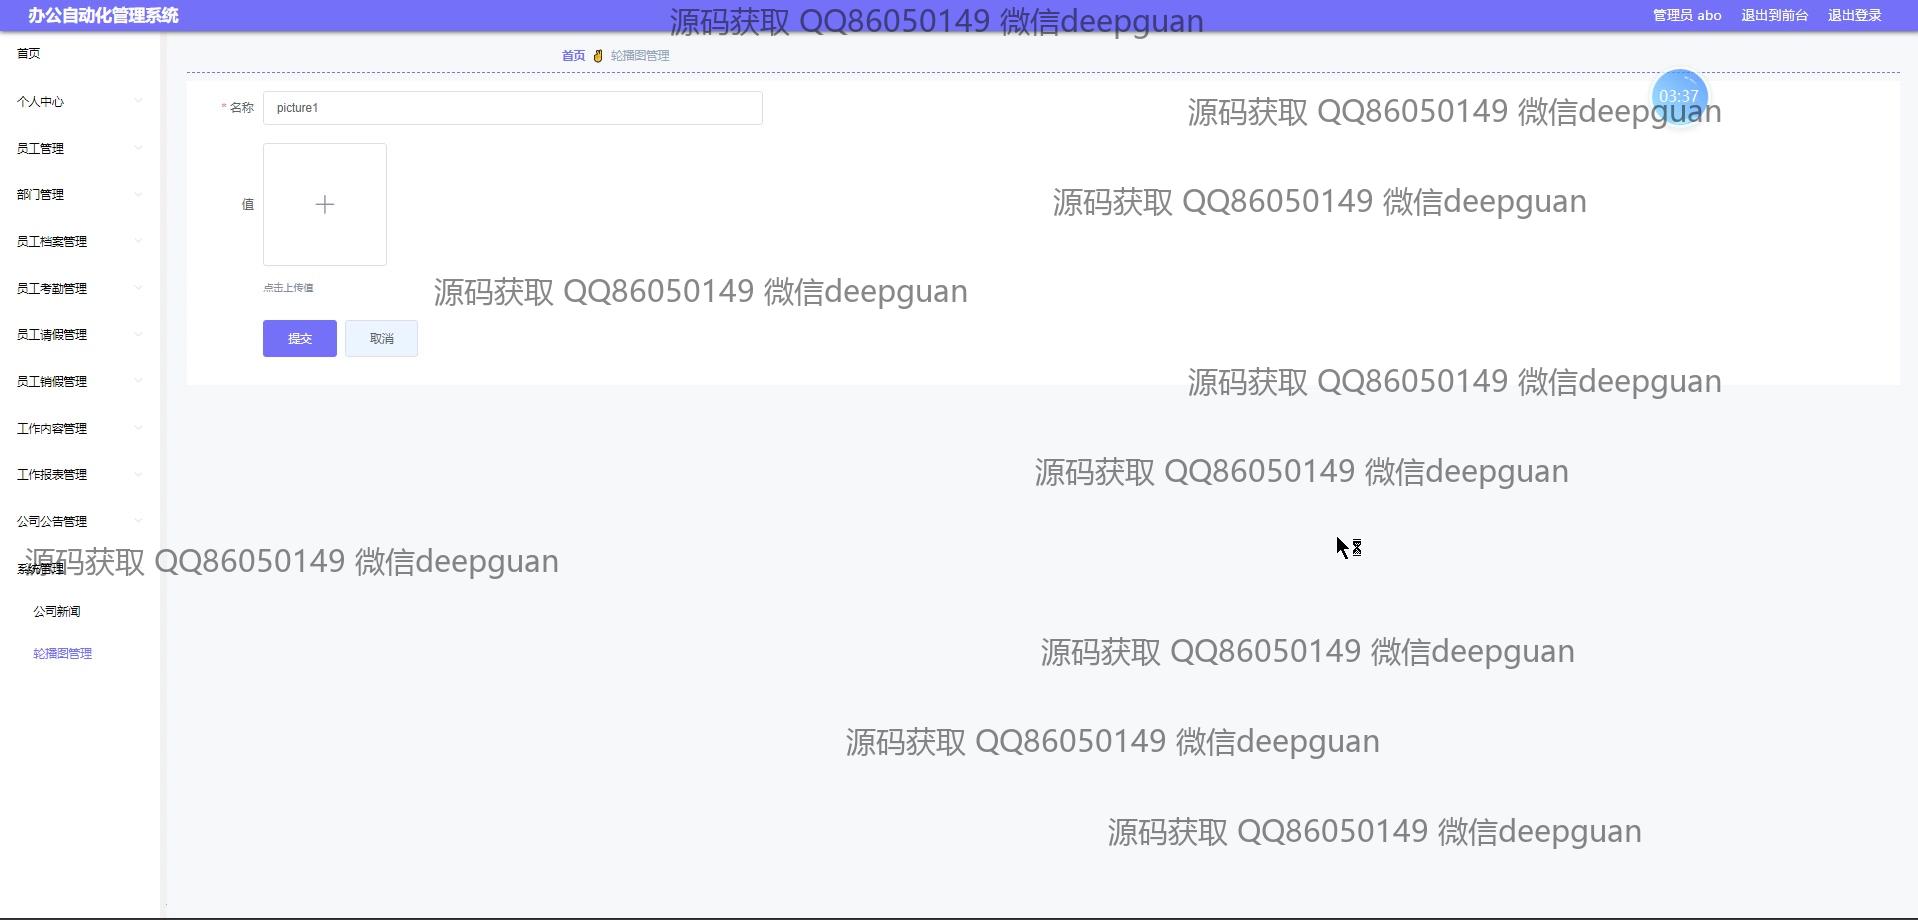 办公自动化管理系统
源码获取 QQ86050149 微信deepguan
管理员 abo 退出到前台 退出登录
首页
首页 轮播图管理
个人中心
* 名称 picture1
03:37
源码获取 QQ86050149 微信deepguan
员工管理
部门管理
值
源码获取 QQ86050149 微信deepguan
员工档案管理
员工考勤管理
点击上传值
源码获取 QQ86050149 微信deepguan
员工请假管理
提交 取消
员工销假管理
源码获取 QQ86050149 微信deepguan
工作内容管理
工作报表管理
源码获取 QQ86050149 微信deepguan
公司公告管理
系统管理
源码获取 QQ86050149 微信deepguan
公司新闻
轮播图管理
源码获取 QQ86050149 微信deepguan
源码获取 QQ86050149 微信deepguan
源码获取 QQ86050149 微信deepguan